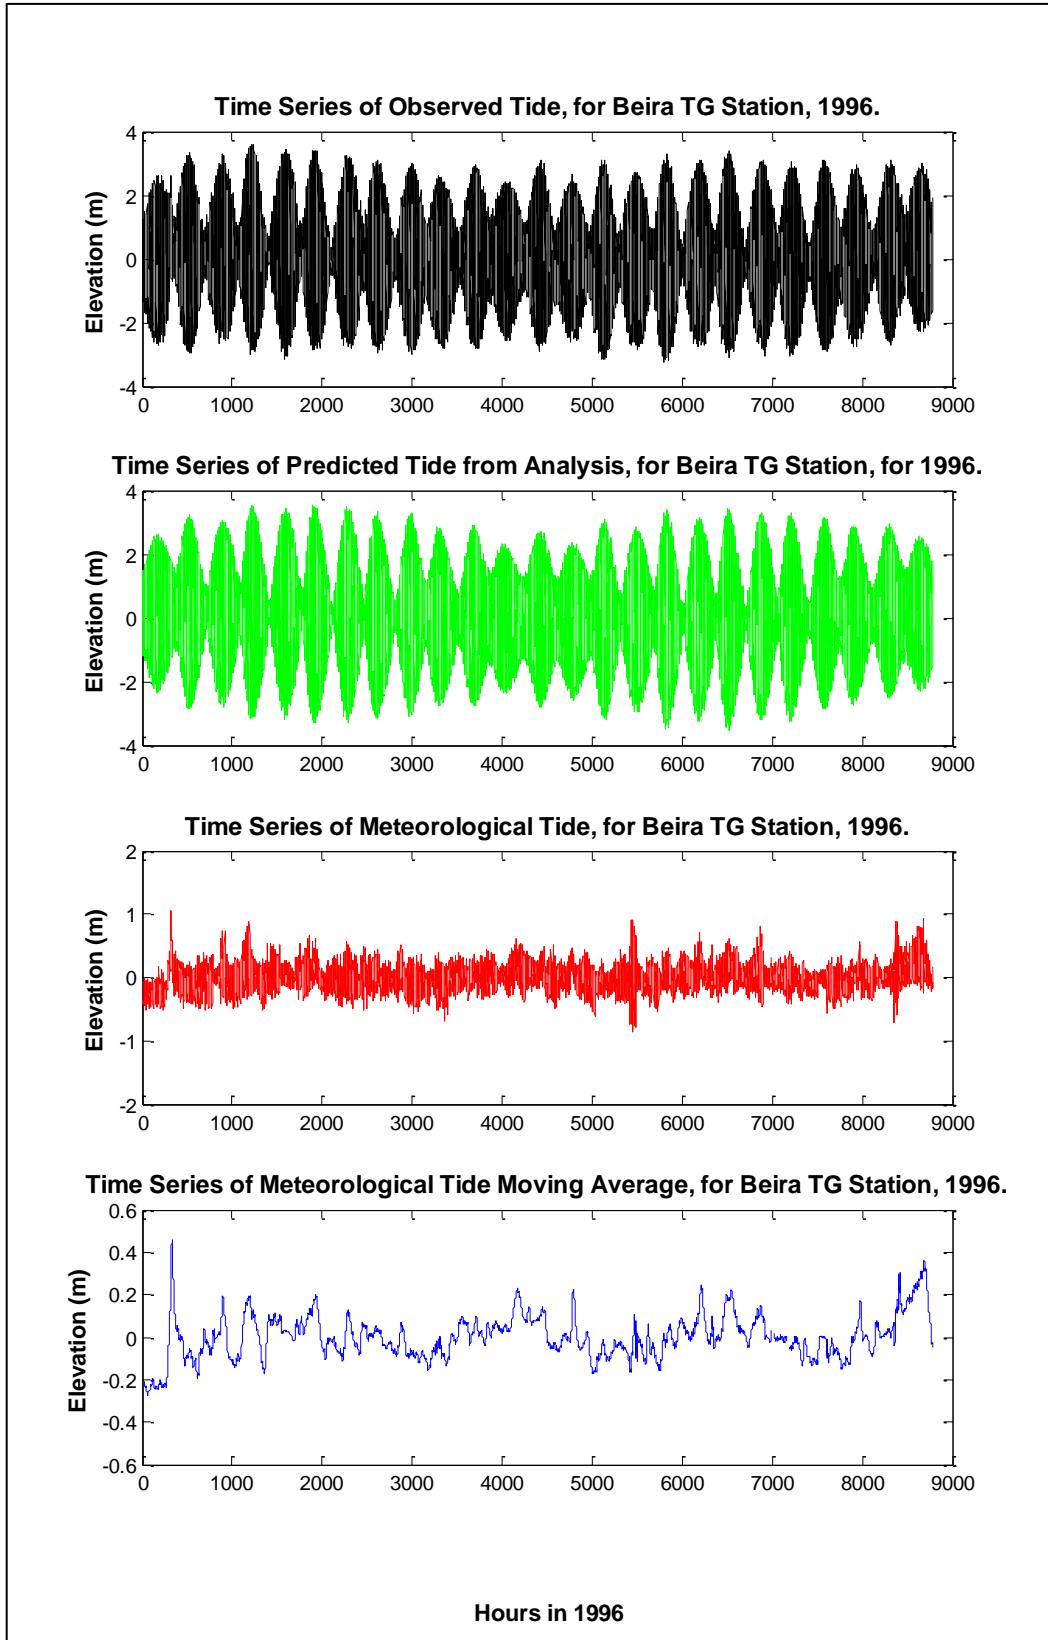 Time Series of Observed Tide, for Beira TG Station, 1996.
4
2
0
-2
-4
Elevation (m)
0 1000 2000 3000 4000 5000 6000 7000 8000 9000
Time Series of Predicted Tide from Analysis, for Beira TG Station, for 1996.
4
2
0
-2
-4
Elevation (m)
0 1000 2000 3000 4000 5000 6000 7000 8000 9000
Time Series of Meteorological Tide, for Beira TG Station, 1996.
2
1
0
-1
-2
Elevation (m)
0 1000 2000 3000 4000 5000 6000 7000 8000 9000
Time Series of Meteorological Tide Moving Average, for Beira TG Station, 1996.
0.6
0.4
0.2
0
-0.2
-0.4
-0.6
Elevation (m)
0 1000 2000 3000 4000 5000 6000 7000 8000 9000
Hours in 1996